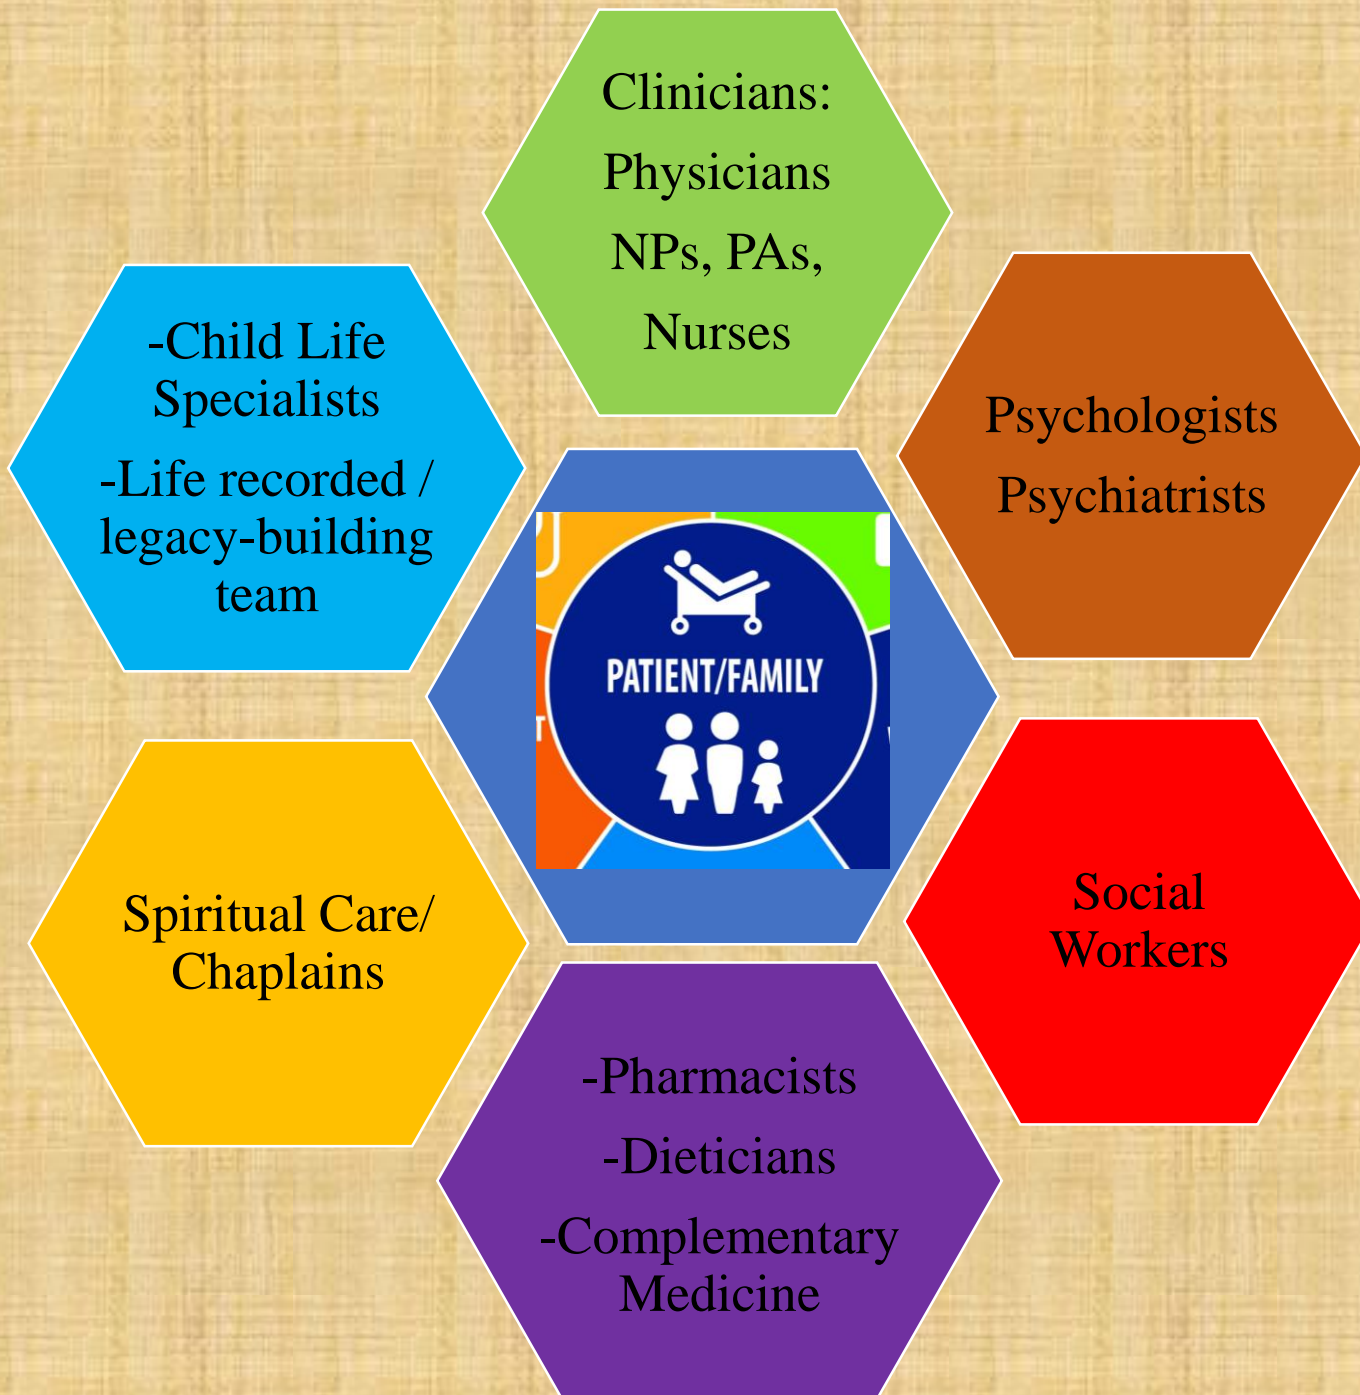 Clinicians:
Physicians
NPs, PAs,
Nurses
-Child Life
Specialists
-Life recorded /
legacy-building
team
Psychologists
Psychiatrists
PATIENT/FAMILY
Spiritual Care/
Chaplains
Social
Workers
-Pharmacists
-Dieticians
-Complementary
Medicine